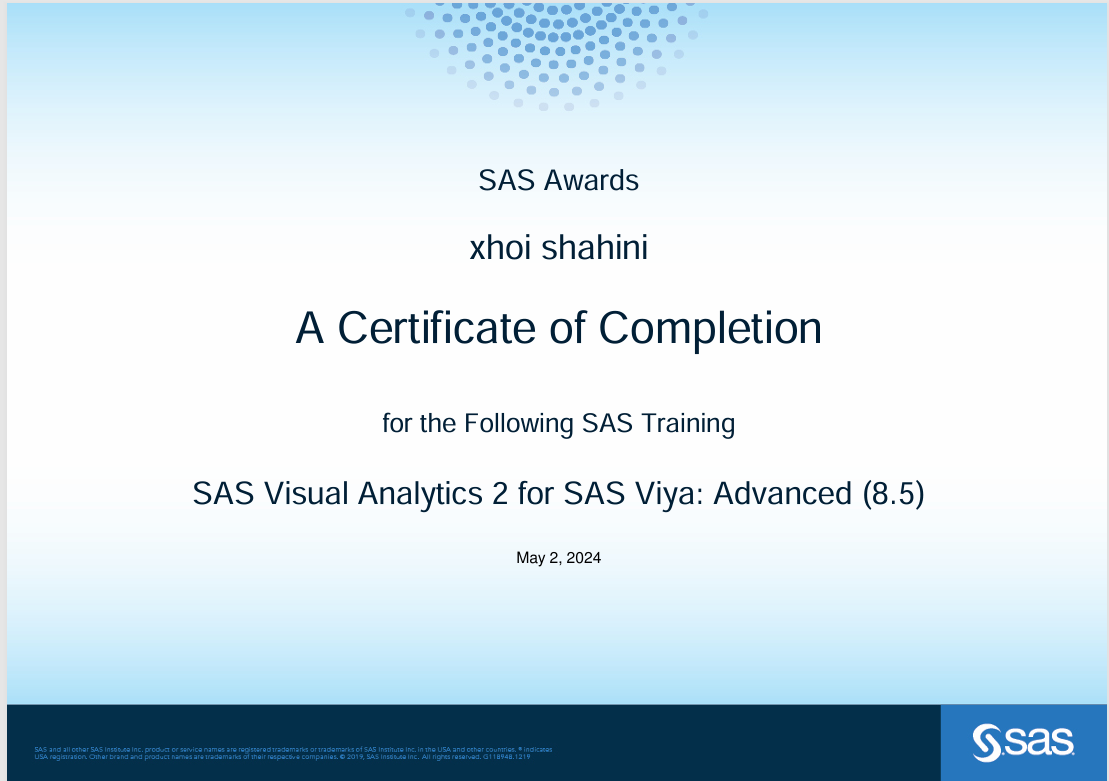 SAS Awards
xhoi shahini
A Certificate of Completion
for the Following SAS Training
SAS Visual Analytics 2 for SAS Viya: Advanced (8.5)
May 2, 2024
SAS and all other SAS Institute Inc. product or service names are registered trademarks or trademarks of SAS Institute Inc. in the USA and other countries. ® indicates
USA registration. Other brand and product names are trademarks of their respective companies. © 2019, SAS Institute Inc. All rights reserved. G118948.1219
sas